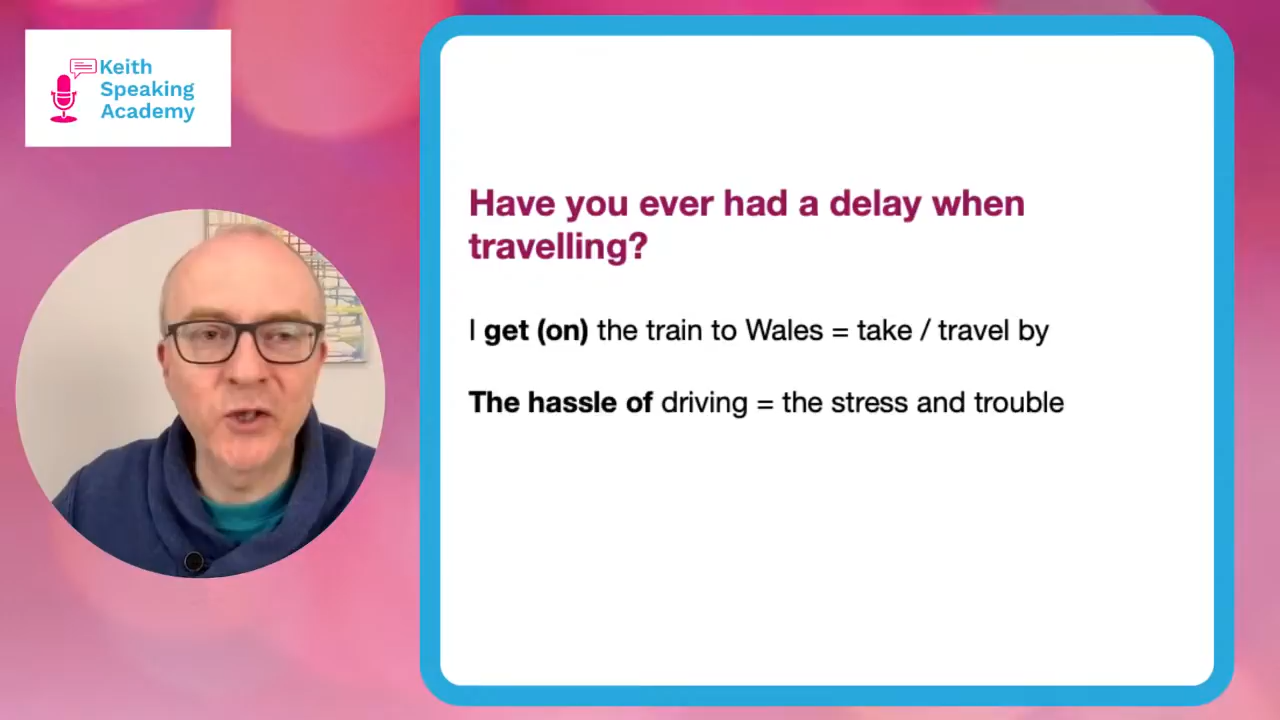 Keith
Speaking
Academy
Have you ever had a delay when
travelling?
I get (on) the train to Wales = take / travel by
The hassle of driving = the stress and trouble